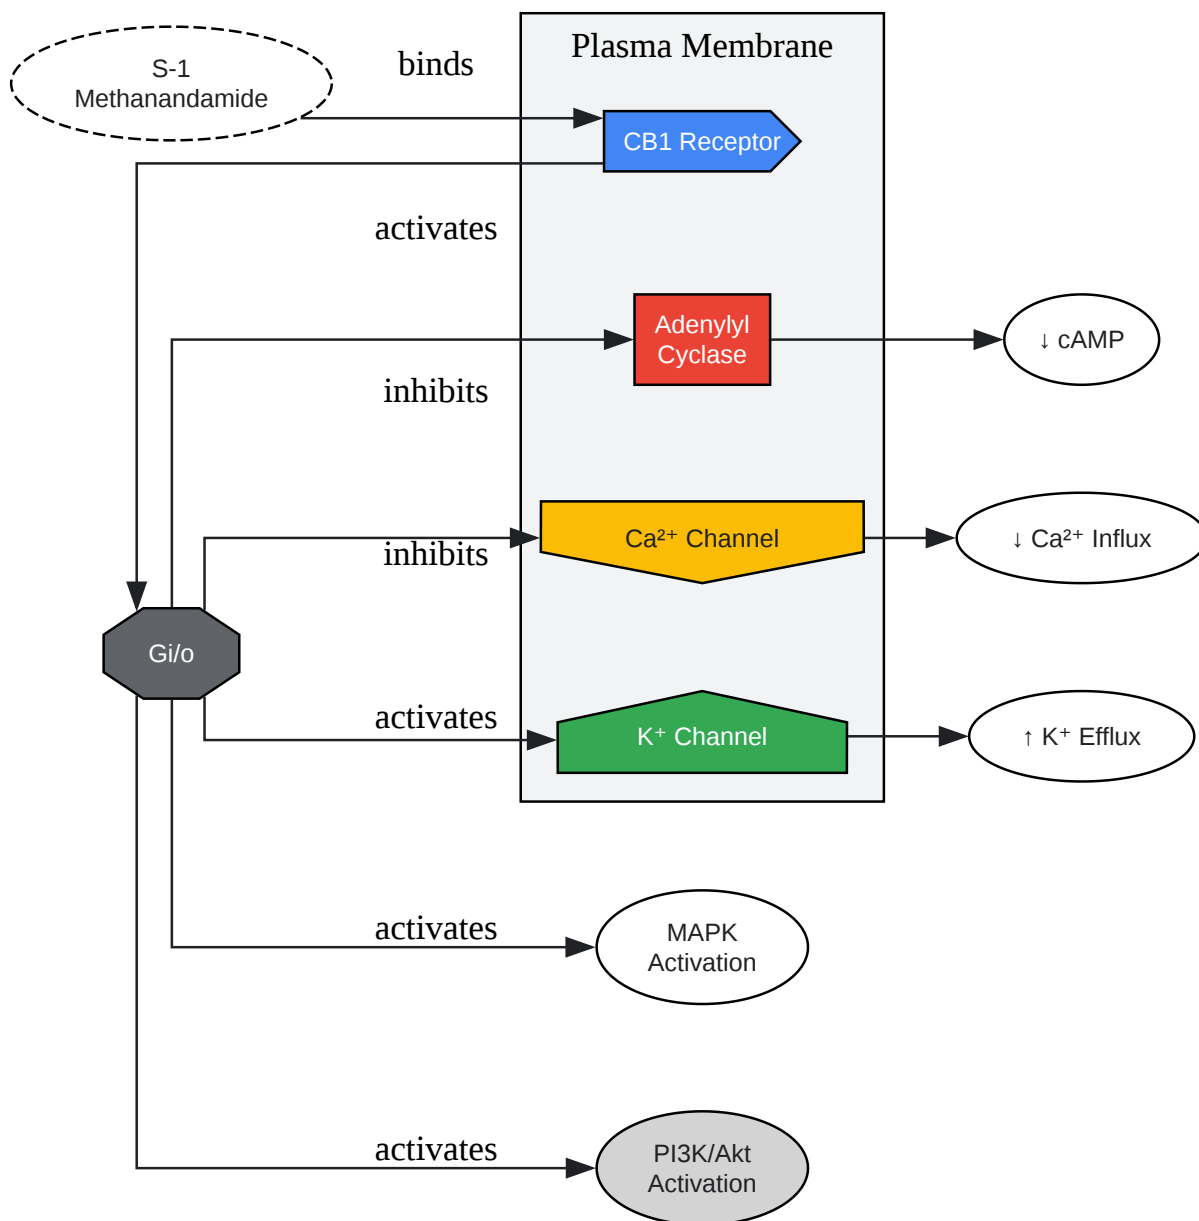 Plasma Membrane
S-1
Methanandamide
binds
CB1 Receptor
activates
Adenylyl
Cyclase
↓ cAMP
inhibits
Ca²⁺ Channel
↓ Ca²⁺ Influx
inhibits
Gi/o
activates
K⁺ Channel
↑ K⁺ Efflux
activates
MAPK
Activation
activates
PI3K/Akt
Activation